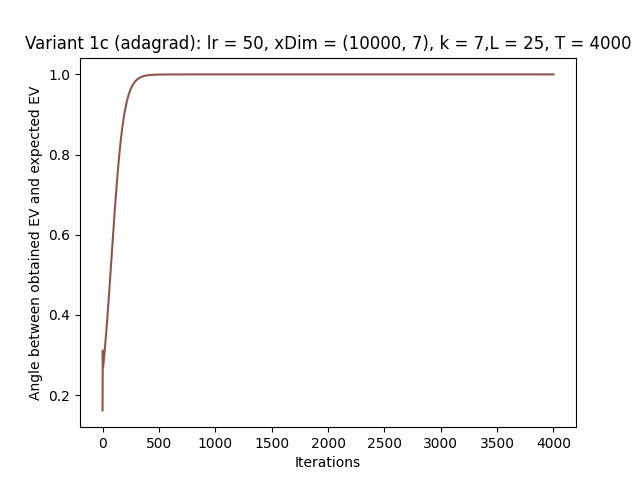 Variant 1c (adagrad): lr = 50, xDim = (10000, 7), k = 7,L = 25, T = 4000
Angle between obtained EV and expected EV
1.0
0.8
0.6
0.4
0.2
0 500 1000 1500 2000 2500 3000 3500 4000
Iterations